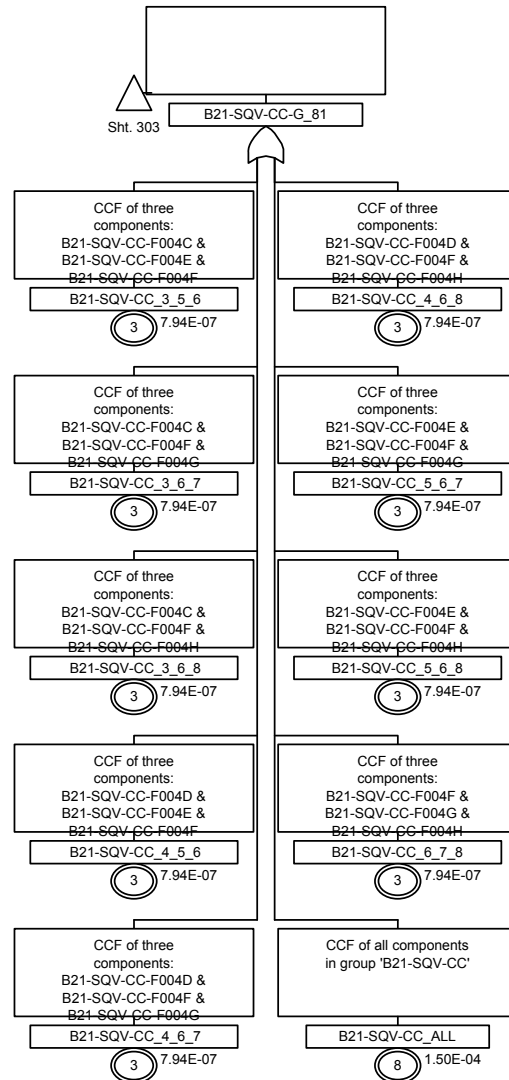 Sht. 303
B21-SQV-CC-G_81
CCF of three
components:
B21-SQV-CC-F004C &
B21-SQV-CC-F004E &
B21-SQV-CC-F004F
B21-SQV-CC_3_5_6
3
7.94E-07
CCF of three
components:
B21-SQV-CC-F004D &
B21-SQV-CC-F004F &
B21-SQV-CC-F004H
B21-SQV-CC_4_6_8
3
7.94E-07
CCF of three
components:
B21-SQV-CC-F004C &
B21-SQV-CC-F004F &
B21-SQV-CC-F004G
B21-SQV-CC_3_6_7
3
7.94E-07
CCF of three
components:
B21-SQV-CC-F004E &
B21-SQV-CC-F004F &
B21-SQV-CC-F004G
B21-SQV-CC_5_6_7
3
7.94E-07
CCF of three
components:
B21-SQV-CC-F004C &
B21-SQV-CC-F004F &
B21-SQV-CC-F004H
B21-SQV-CC_3_6_8
3
7.94E-07
CCF of three
components:
B21-SQV-CC-F004E &
B21-SQV-CC-F004F &
B21-SQV-CC-F004H
B21-SQV-CC_5_6_8
3
7.94E-07
CCF of three
components:
B21-SQV-CC-F004D &
B21-SQV-CC-F004E &
B21-SQV-CC-F004F
B21-SQV-CC_4_5_6
3
7.94E-07
CCF of three
components:
B21-SQV-CC-F004F &
B21-SQV-CC-F004G &
B21-SQV-CC-F004H
B21-SQV-CC_6_7_8
3
7.94E-07
CCF of three
components:
B21-SQV-CC-F004D &
B21-SQV-CC-F004F &
B21-SQV-CC-F004G
B21-SQV-CC_4_6_7
3
7.94E-07
CCF of all components
in group 'B21-SQV-CC'
B21-SQV-CC_ALL
8
1.50E-04